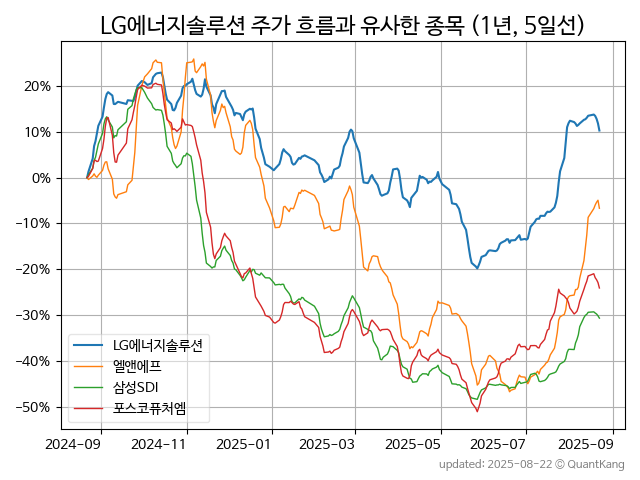 LG에너지솔루션 주가 흐름과 유사한 종목 (1년, 5일선)
20%
10%
0%
−10%
−20%
−30%
−40%
−50%
LG에너지솔루션
엘앤에프
삼성SDI
포스코퓨처엠
2024-09 2024-11 2025-01 2025-03 2025-05 2025-07 2025-09
updated: 2025-08-22 © QuantKang